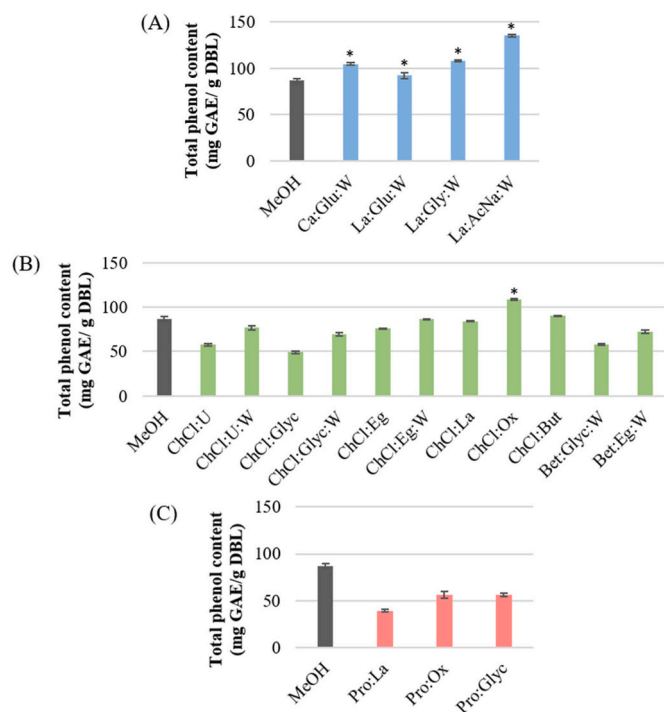 (A)
Total phenol content
(mg GAE/ g DBL)
150
100
50
0
*
*
*
*
MeOH
Ca:Glu:W
La:Glu:W
La:Gly:W
La:AcNa:W
(B)
Total phenol content
(mg GAE/ g DBL)
150
100
50
0
*
MeOH
ChCl:U
ChCl:U:W
ChCl:Glyc
ChCl:Glyc:W
ChCl:Eg
ChCl:Eg:W
ChCl:La
ChCl:Ox
ChCl:But
Bet:Glyc:W
Bet:Eg:W
(C)
Total phenol content
(mg GAE/g DBL)
150
100
50
0
MeOH
Pro:La
Pro:Ox
Pro:Glyc